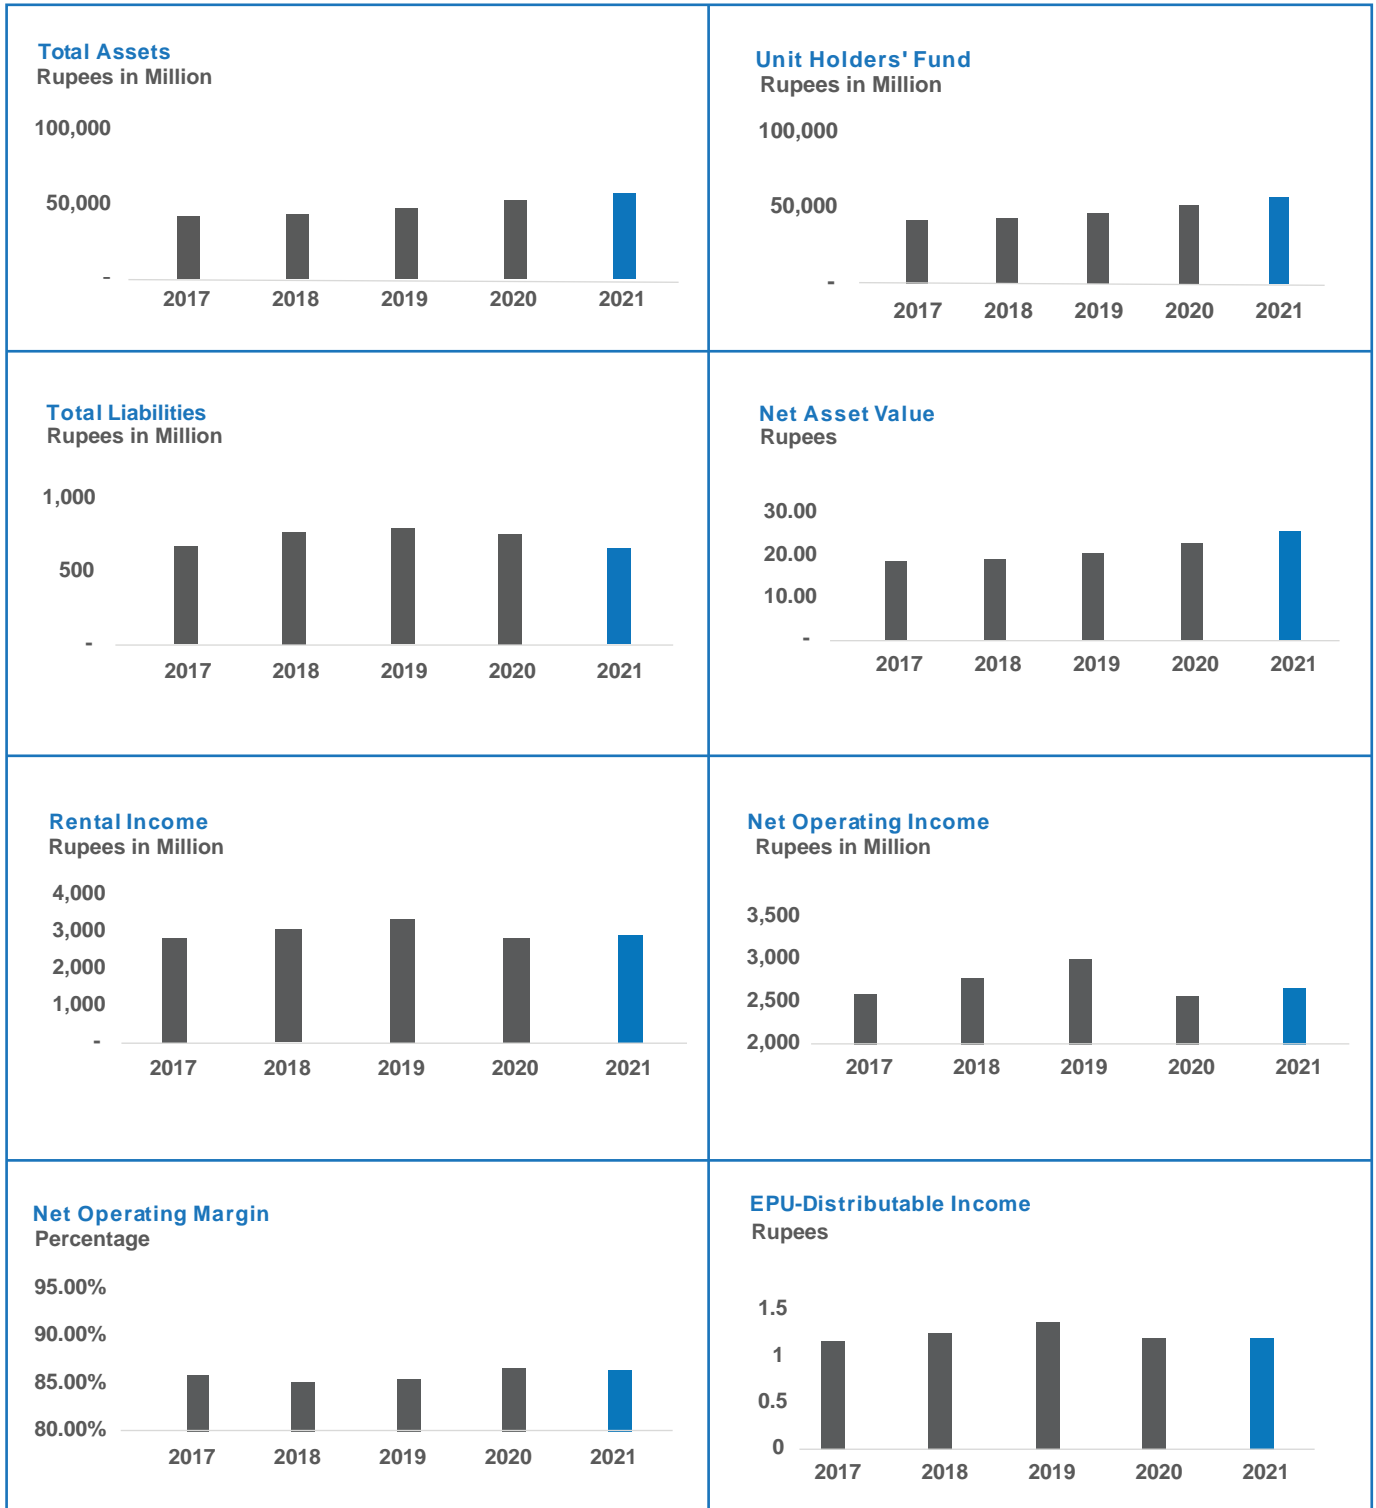 Total Assets
Rupees in Million
100,000
50,000
-
2017 2018 2019 2020 2021
Unit Holders' Fund
Rupees in Million
100,000
50,000
-
2017 2018 2019 2020 2021
Total Liabilities
Rupees in Million
1,000
500
-
2017 2018 2019 2020 2021
Net Asset Value
Rupees
30.00
20.00
10.00
-
2017 2018 2019 2020 2021
Rental Income
Rupees in Million
4,000
3,000
2,000
1,000
-
2017 2018 2019 2020 2021
Net Operating Income
Rupees in Million
3,500
3,000
2,500
2,000
2017 2018 2019 2020 2021
Net Operating Margin
Percentage
95.00%
90.00%
85.00%
80.00%
2017 2018 2019 2020 2021
EPU-Distributable Income
Rupees
1.5
1
0.5
0
2017 2018 2019 2020 2021